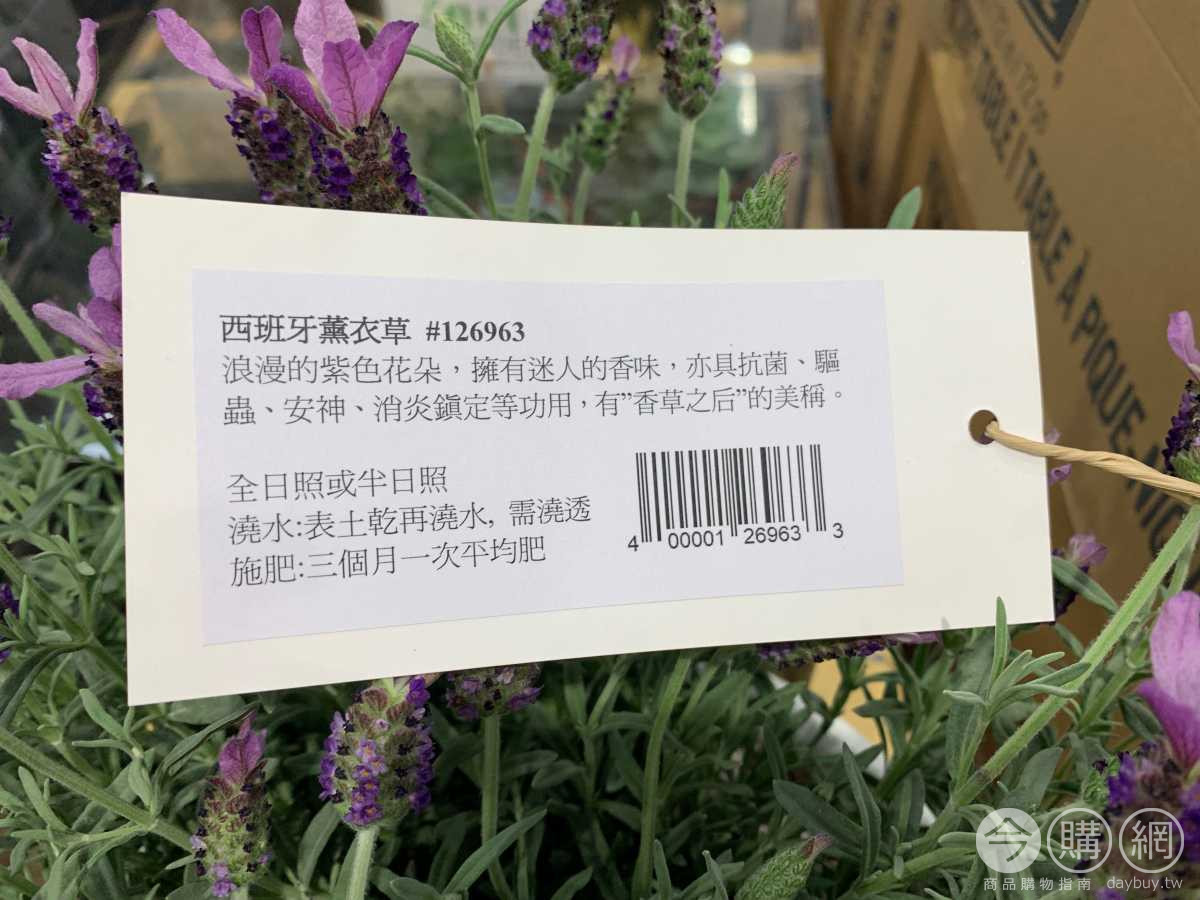 西班牙薰衣草 #126963
浪漫的紫色花朵，擁有迷人的香味，亦具抗菌、驅
蟲、安神、消炎鎮定等功用，有”香草之后”的美稱。
全日照或半日照
澆水:表土乾再澆水, 需澆透
施肥:三個月一次平均肥
4 00001 26963 3
TABLE / TABLE À PIQUE-NIQ
今購網
商品購物指南 daybuy.tw